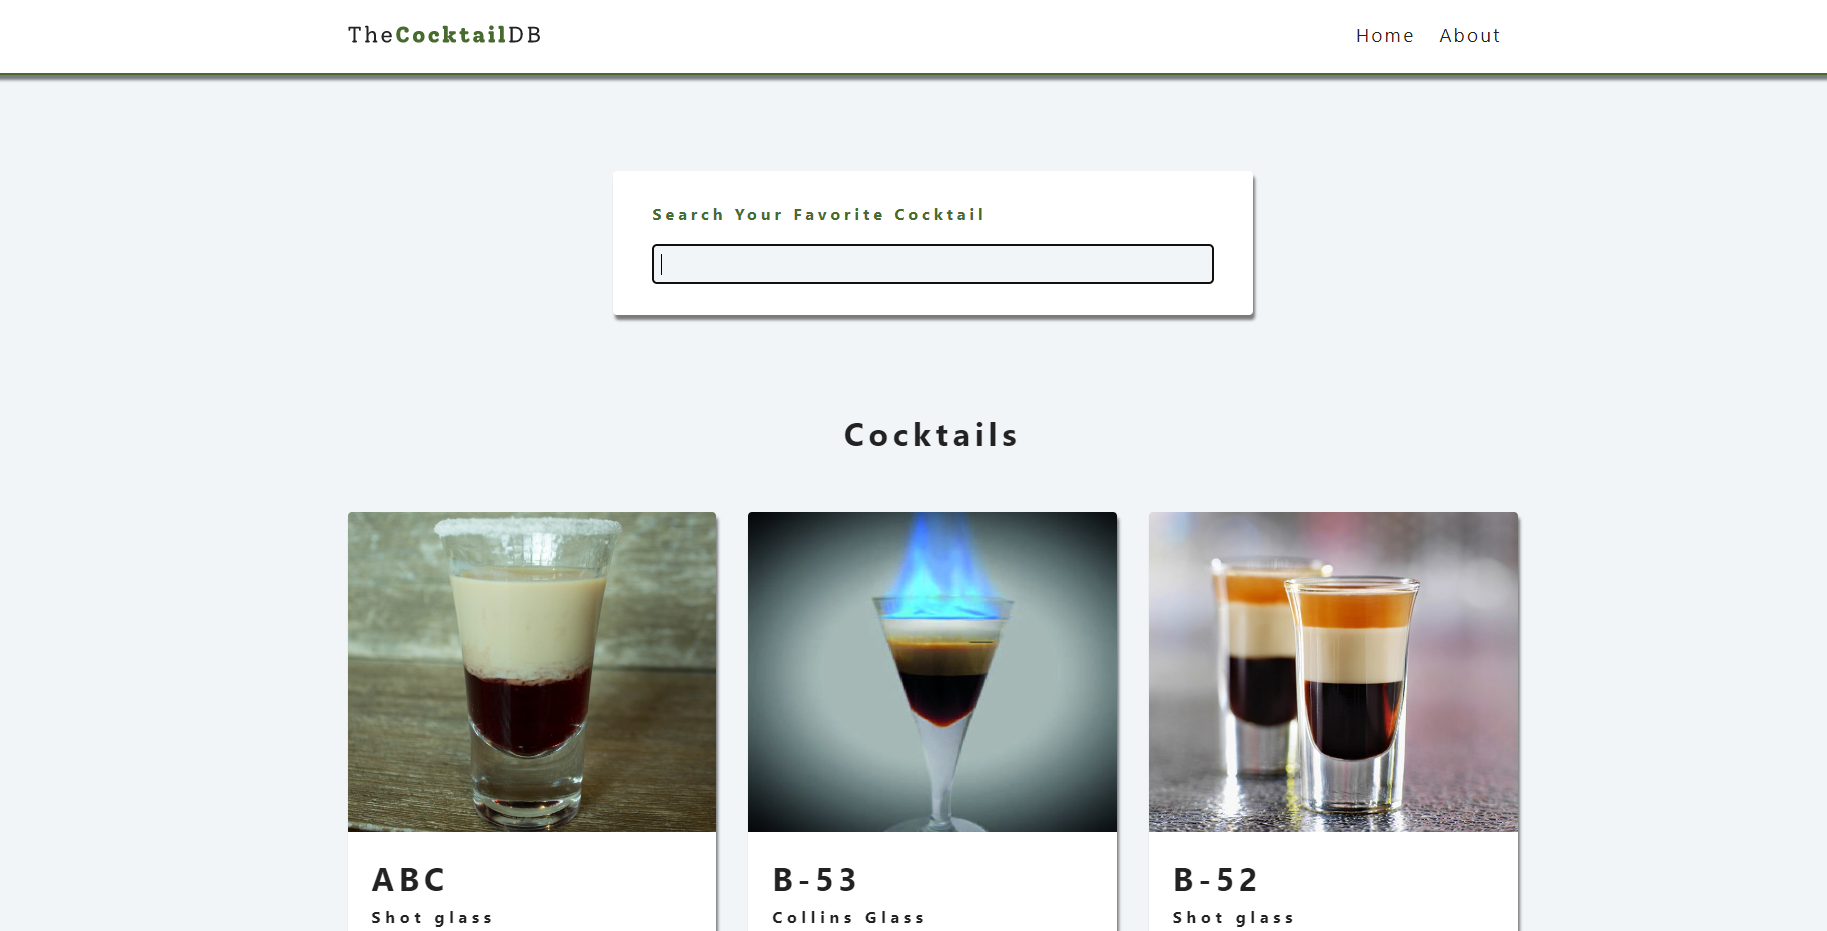 TheCocktailDB
Home About
Search Your Favorite Cocktail
Cocktails
ABC
Shot glass
B-53
Collins Glass
B-52
Shot glass